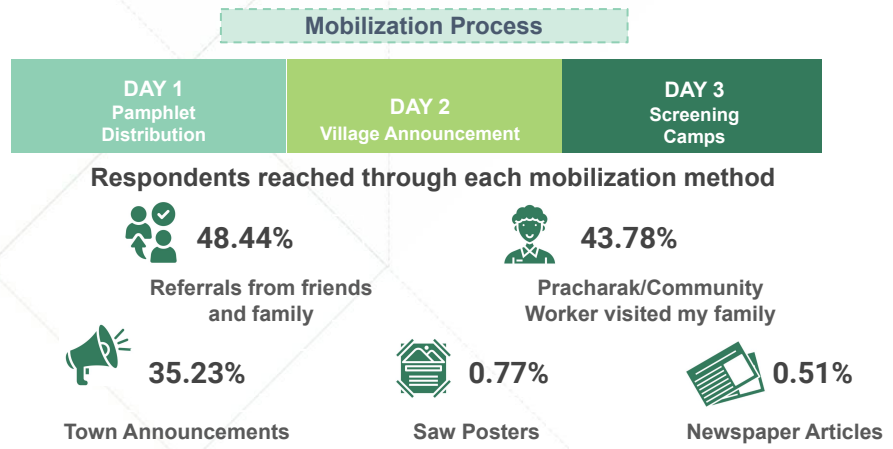 Mobilization Process
DAY 1
Pamphlet
Distribution
DAY 2
Village Announcement
DAY 3
Screening
Camps
Respondents reached through each mobilization method
48.44%
Referrals from friends
and family
43.78%
Pracharak/Community
Worker visited my family
35.23%
Town Announcements
0.77%
Saw Posters
0.51%
Newspaper Articles